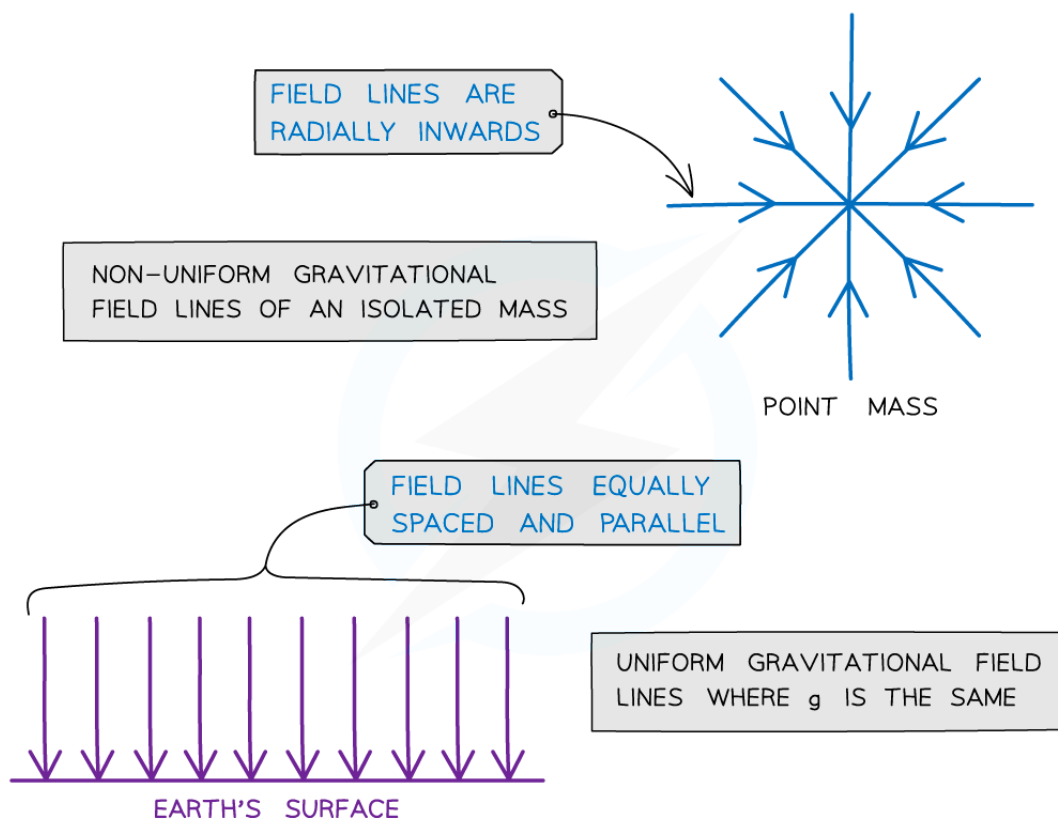 FIELD LINES ARE
RADIALLY INWARDS
NON-UNIFORM GRAVITATIONAL
FIELD LINES OF AN ISOLATED MASS
POINT MASS
FIELD LINES EQUALLY
SPACED AND PARALLEL
UNIFORM GRAVITATIONAL FIELD
LINES WHERE g IS THE SAME
EARTH'S SURFACE